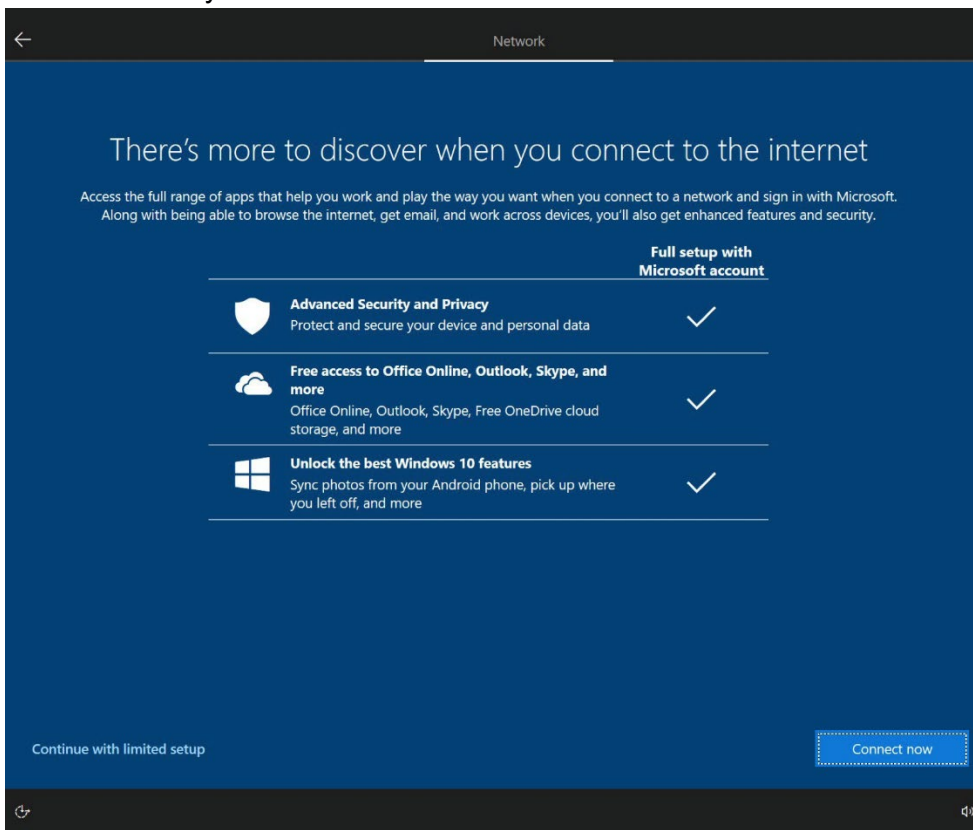 Network
There's more to discover when you connect to the internet
Access the full range of apps that help you work and play the way you want when you connect to a network and sign in with Microsoft.
Along with being able to browse the internet, get email, and work across devices, you'll also get enhanced features and security.
Full setup with
Microsoft account
Advanced Security and Privacy
Protect and secure your device and personal data
Free access to Office Online, Outlook, Skype, and
more
Office Online, Outlook, Skype, Free OneDrive cloud
storage, and more
Unlock the best Windows 10 features
Sync photos from your Android phone, pick up where
you left off, and more
Continue with limited setup
Connect now